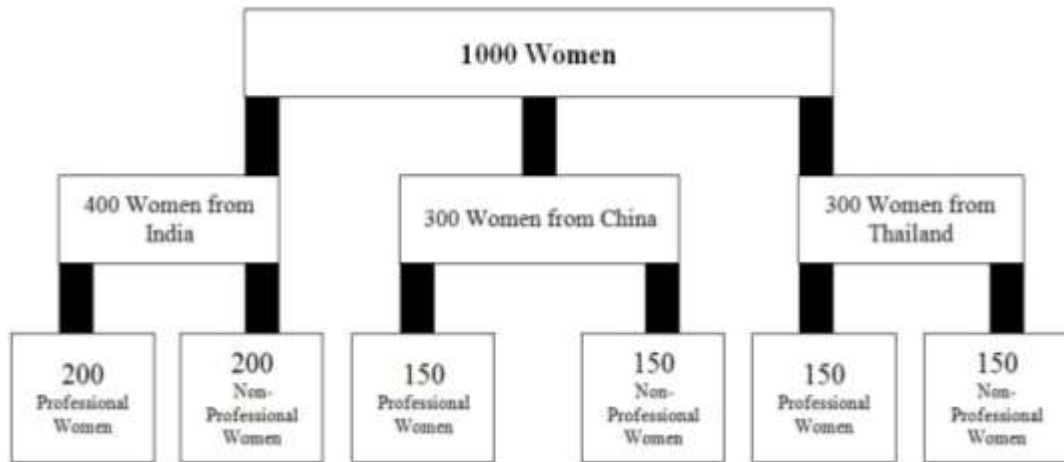 1000 Women
400 Women from
India
300 Women from China
300 Women from
Thailand
200
Professional
Women
200
Non-
Professional
Women
150
Professional
Women
150
Non-
Professional
Women
150
Professional
Women
150
Non-
Professional
Women